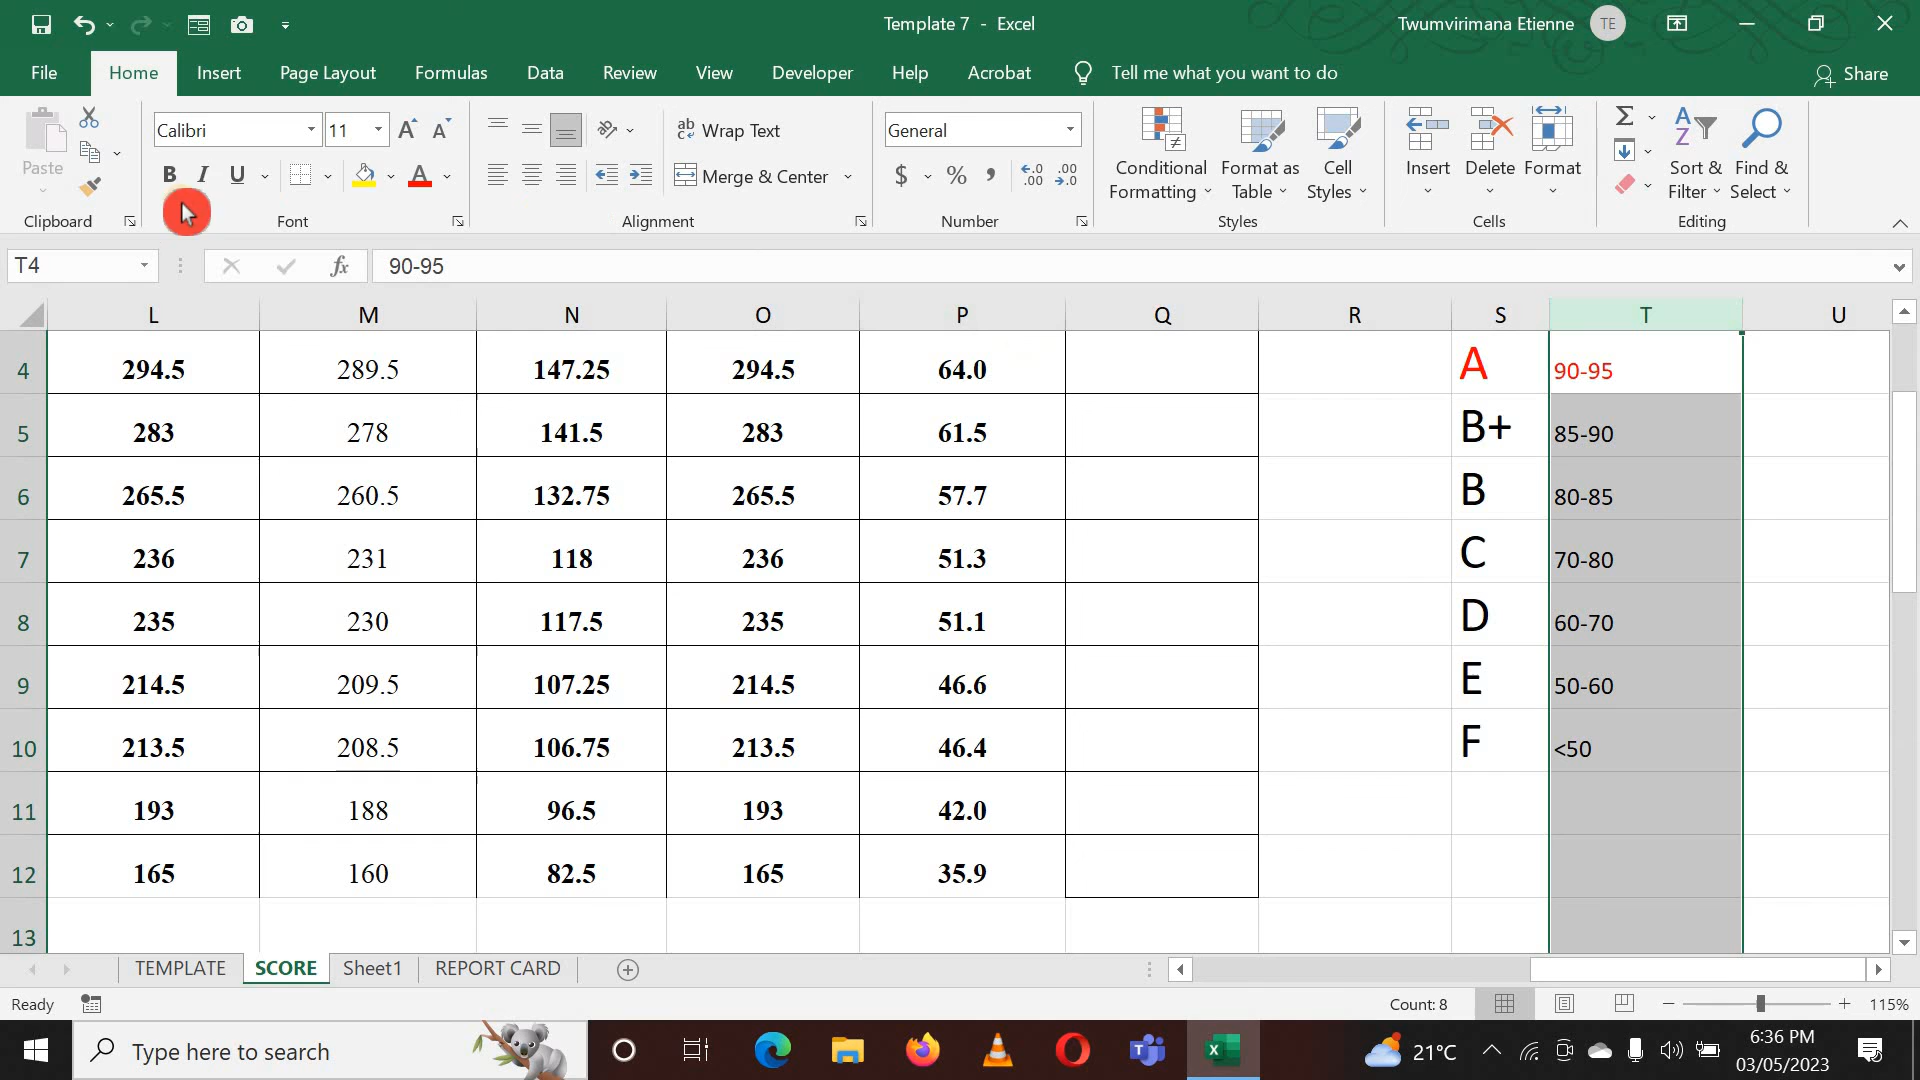 Template 7 - Excel
Twumvirimana Etienne
TE
File Home Insert Page Layout Formulas Data Review View Developer Help Acrobat Tell me what you want to do Share
Paste
Clipboard
Calibri 11
B I U A
Font
Wrap Text
Merge & Center
Alignment
General
$ % ,
Number
Conditional Formatting
Format as Table
Cell Styles
Styles
Insert
Delete
Format
Cells
Sort & Filter
Find & Select
Editing
T4 fx 90-95
L M N O P Q R S T U
4 294.5 289.5 147.25 294.5 64.0 A 90-95
5 283 278 141.5 283 61.5 B+ 85-90
6 265.5 260.5 132.75 265.5 57.7 B 80-85
7 236 231 118 236 51.3 C 70-80
8 235 230 117.5 235 51.1 D 60-70
9 214.5 209.5 107.25 214.5 46.6 E 50-60
10 213.5 208.5 106.75 213.5 46.4 F <50
11 193 188 96.5 193 42.0
12 165 160 82.5 165 35.9
13
TEMPLATE SCORE Sheet1 REPORT CARD
Ready Count: 8 115%
Type here to search
21°C
6:36 PM
03/05/2023